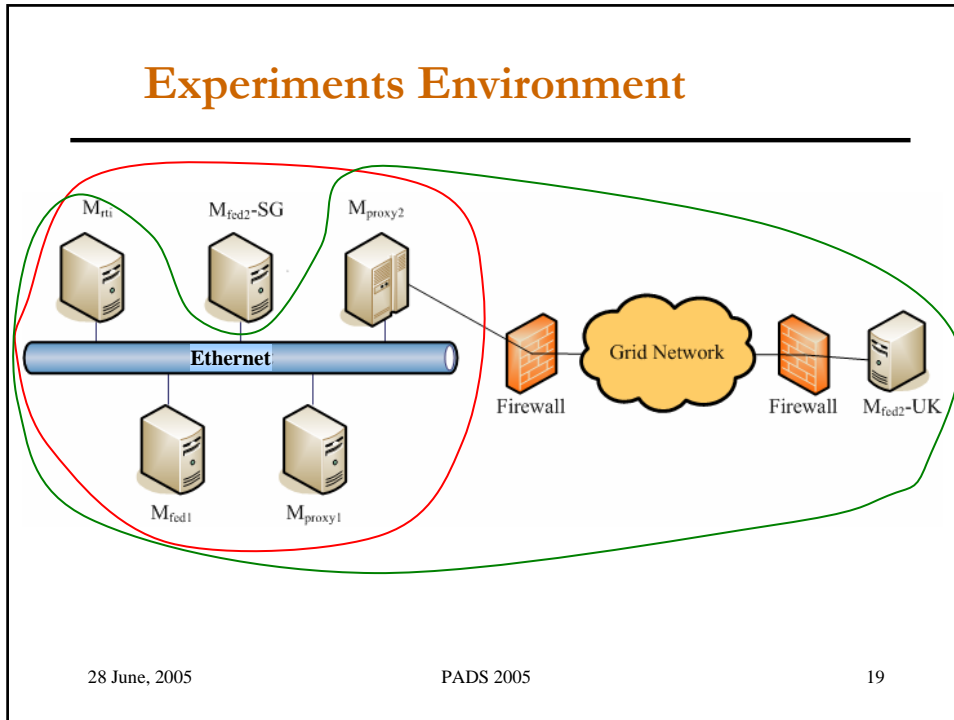 Experiments Environment
Mrti
Mfed2-SG
Mproxy2
Ethernet
Grid Network
Firewall
Firewall
Mfed2-UK
Mfed1
Mproxy1
28 June, 2005
PADS 2005
19